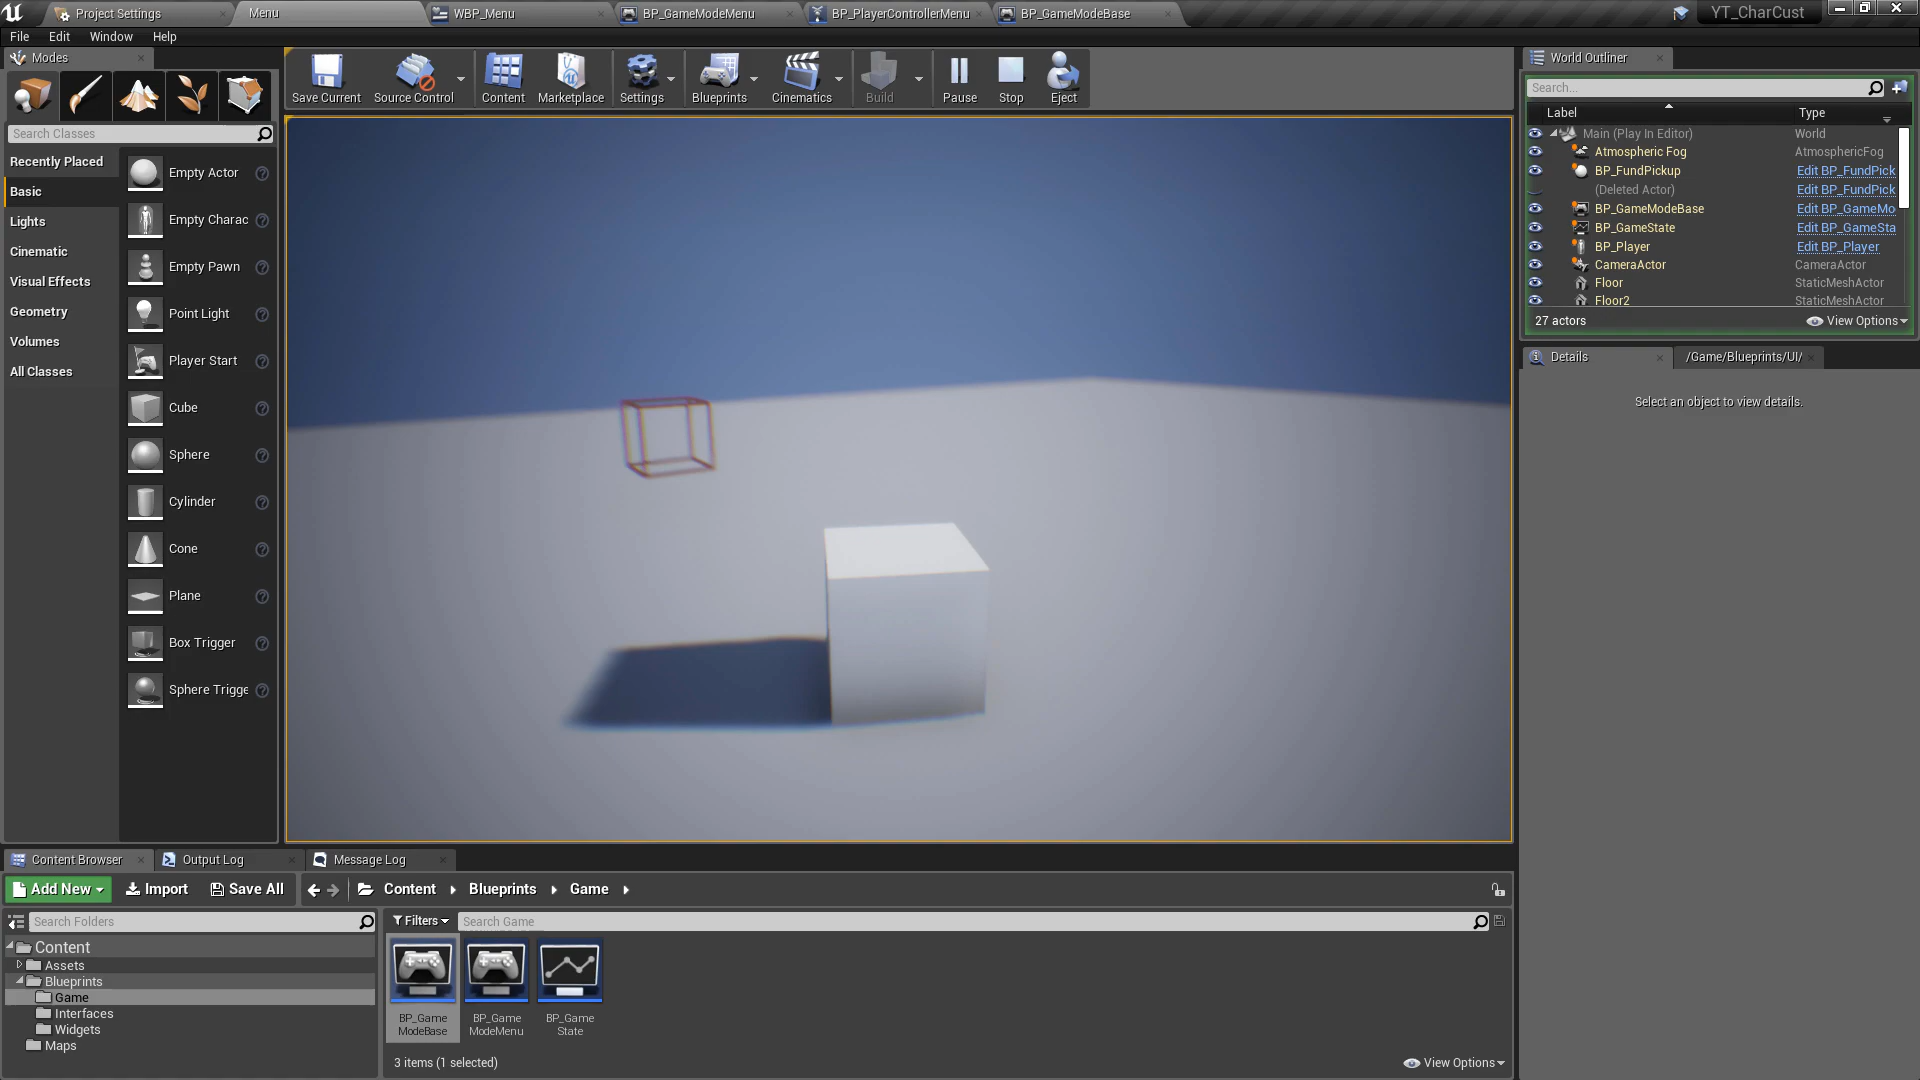 Project Settings
Menu
WBP_Menu
BP_GameModeMenu
BP_PlayerControllerMenu
BP_GameModeBase
YT_CharCust
File Edit Window Help
Modes
Save Current
Source Control
Content
Marketplace
Settings
Blueprints
Cinematics
Build
Pause
Stop
Eject
World Outliner
Search...
Label Type
Main (Play In Editor) World
Atmospheric Fog AtmosphericFog
BP_FundPickup Edit BP_FundPick
(Deleted Actor) Edit BP_FundPick
BP_GameModeBase Edit BP_GameMo
BP_GameState Edit BP_GameSta
BP_Player Edit BP_Player
CameraActor CameraActor
Floor StaticMeshActor
Floor2 StaticMeshActor
27 actors
View Options
Details
/Game/Blueprints/UI/
Select an object to view details.
Search Classes
Recently Placed
Basic
Lights
Cinematic
Visual Effects
Geometry
Volumes
All Classes
Empty Actor
Empty Charac
Empty Pawn
Point Light
Player Start
Cube
Sphere
Cylinder
Cone
Plane
Box Trigger
Sphere Trigge
Content Browser
Output Log
Message Log
Add New
Import
Save All
Content
Blueprints
Game
Search Folders
Filters
Search Game
Content
Assets
Blueprints
Game
Interfaces
Widgets
Maps
BP_Game
ModeBase
BP_Game
ModeMenu
BP_Game
State
3 items (1 selected)
View Options